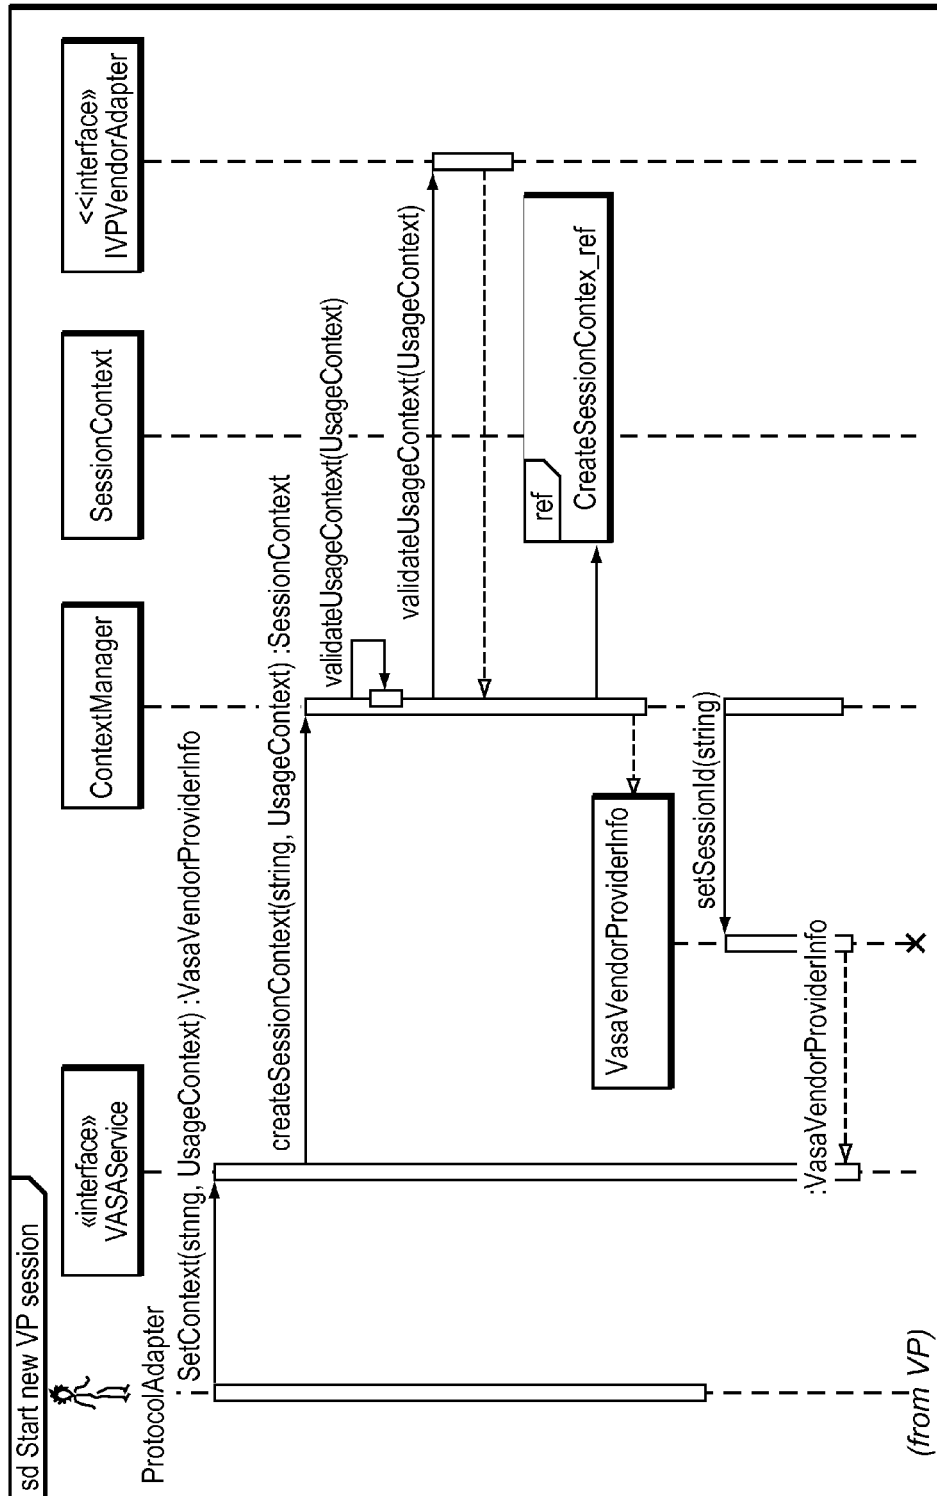 sd Start new VP session
ProtocolAdapter
«interface»
VASAService
ContextManager
SessionContext
<<interface»
IVPVendorAdapter
SetContext(stnng, UsageContext) :VasaVendorProviderInfo
createSessionContext(string, UsageContext) :SessionContext
validateUsageContext(UsageContext)
validateUsageContext(UsageContext)
ref
CreateSessionContex_ref
VasaVendorProviderInfo
setSessionId(string)
:VasaVendorProviderInfo
(from VP)